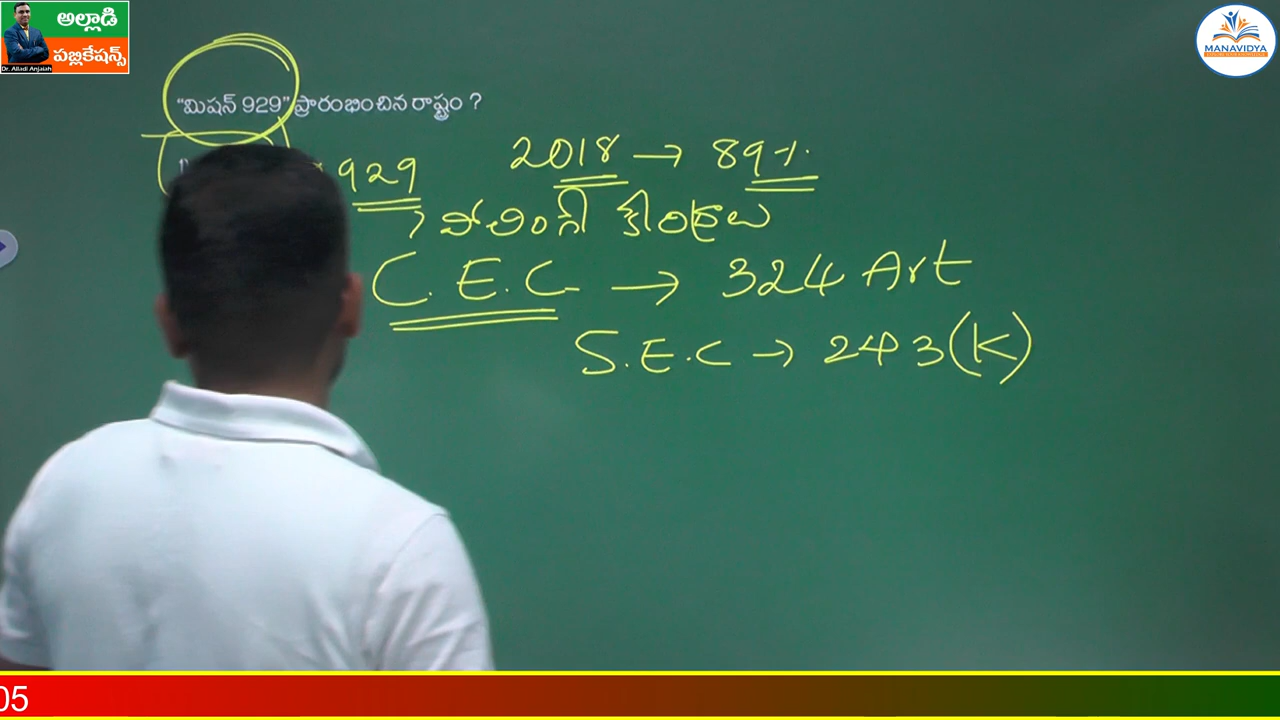 అల్లాడి
పబ్లికేషన్స్
Dr. Alladi Anjaiah
MANAVIDYA
"మిషన్ 929" ప్రారంభించిన రాష్ట్రం ?
929 2018 → 89%
పోలింగ్ కేంద్రాలు
C.E.C → 324 Art
S.E.C → 243(K)
05